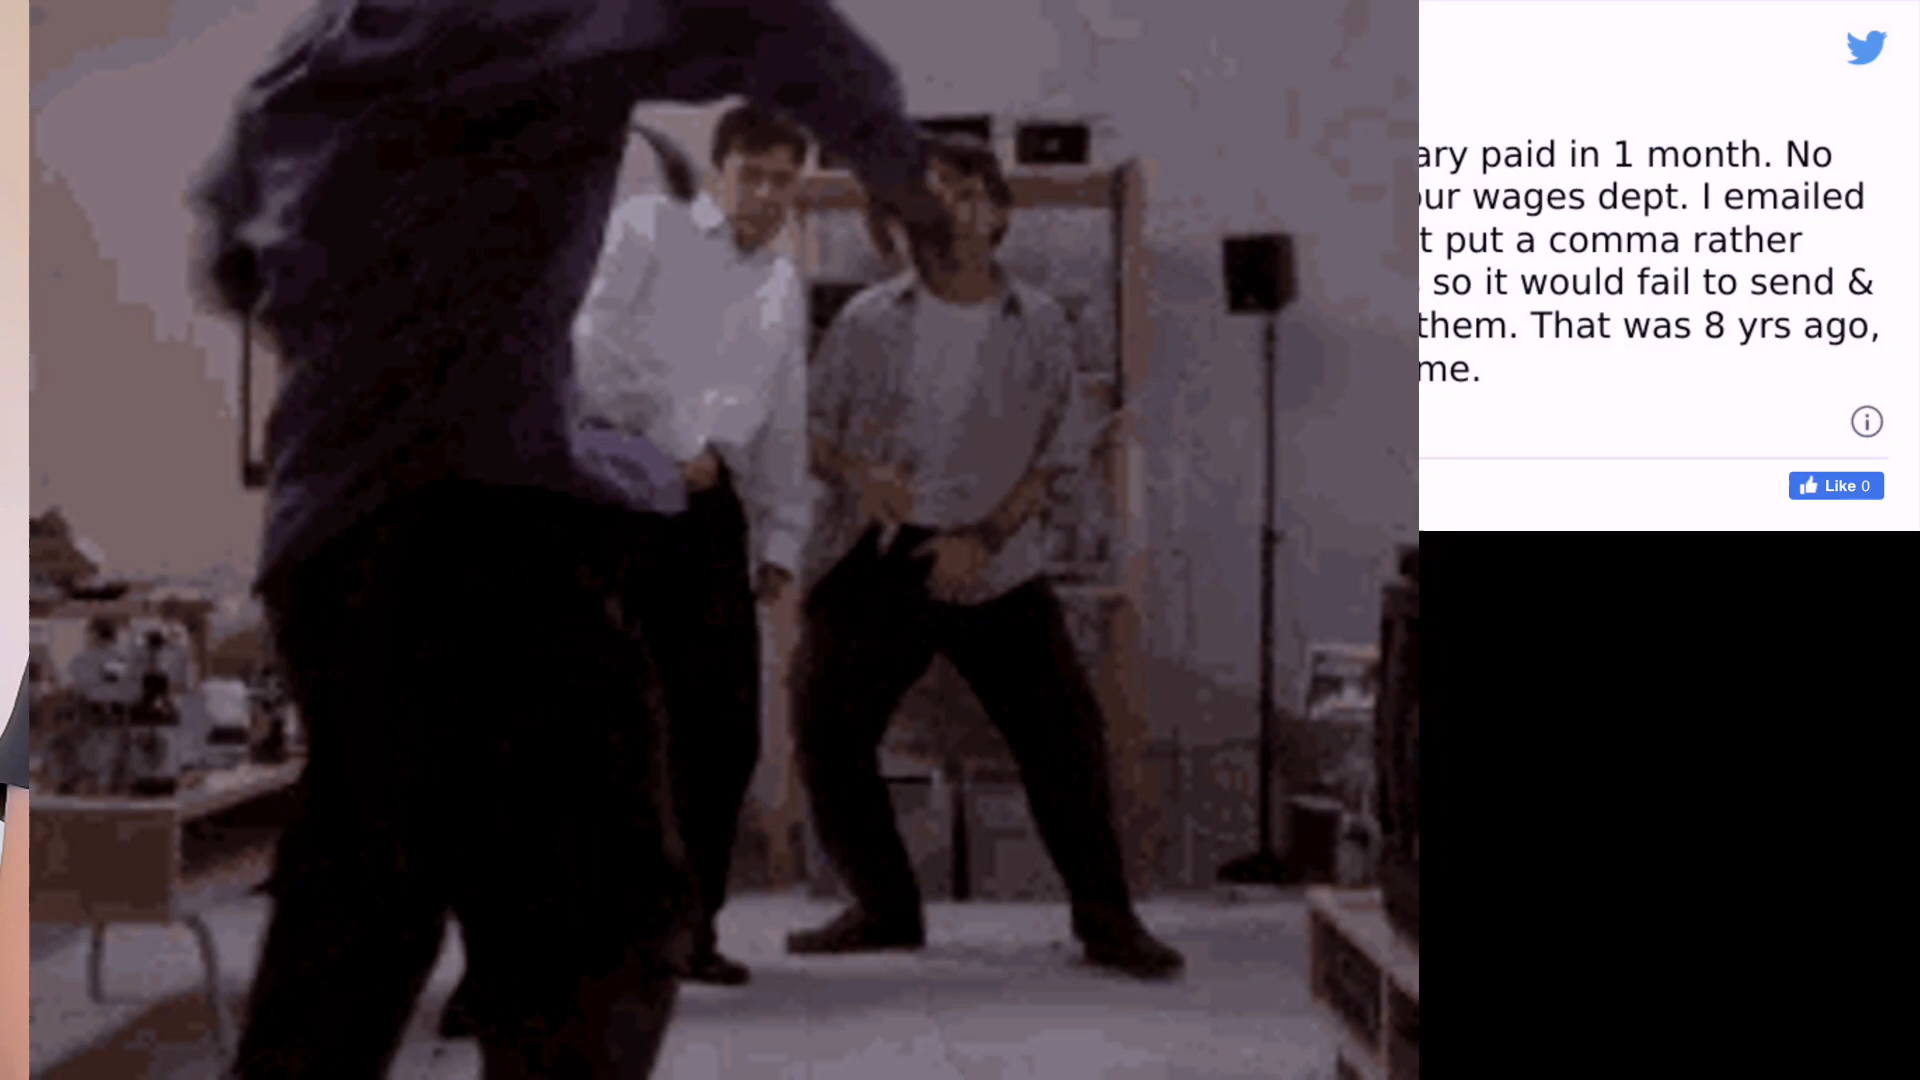 ary paid in 1 month. No
our wages dept. I emailed
t put a comma rather
so it would fail to send &
them. That was 8 yrs ago,
me.
Like 0